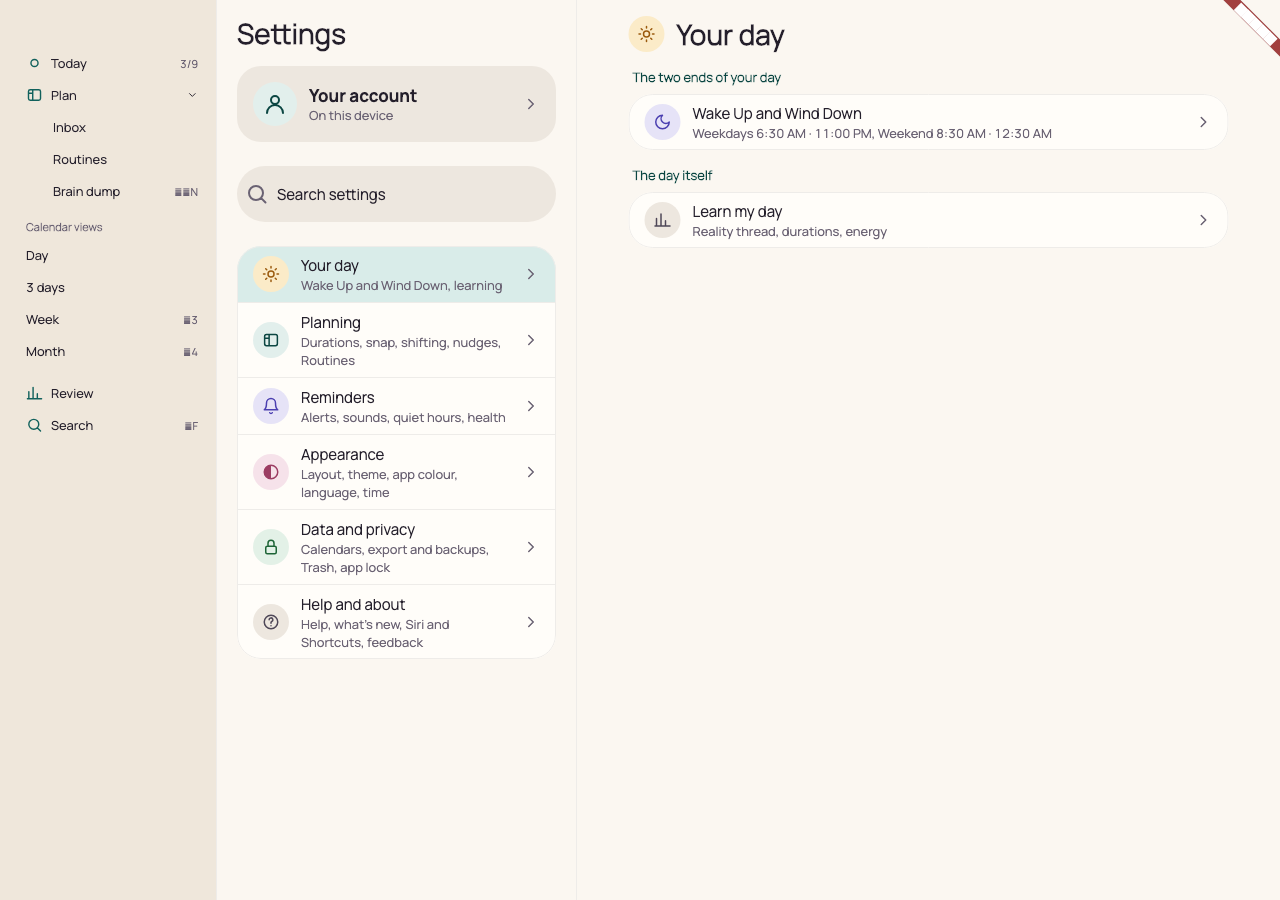 Today 3/9
Plan
Inbox
Routines
Brain dump N
Calendar views
Day
3 days
Week 3
Month 4
Review
Search F
Settings
Your account
On this device
Search settings
Your day
Wake Up and Wind Down, learning
Planning
Durations, snap, shifting, nudges,
Routines
Reminders
Alerts, sounds, quiet hours, health
Appearance
Layout, theme, app colour,
language, time
Data and privacy
Calendars, export and backups,
Trash, app lock
Help and about
Help, what's new, Siri and
Shortcuts, feedback
Your day
The two ends of your day
Wake Up and Wind Down
Weekdays 6:30 AM · 11:00 PM, Weekend 8:30 AM · 12:30 AM
The day itself
Learn my day
Reality thread, durations, energy